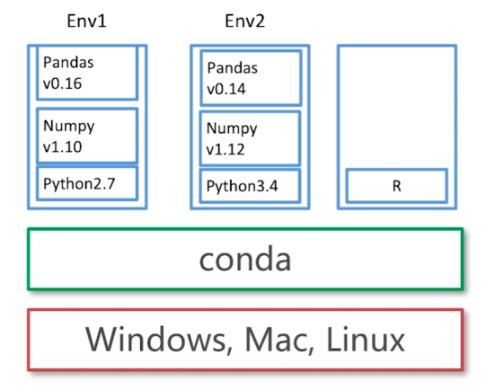 Env1
Env2
Pandas
v0.16
Numpy
v1.10
Python2.7
Pandas
v0.14
Numpy
v1.12
Python3.4
R
conda
Windows, Mac, Linux